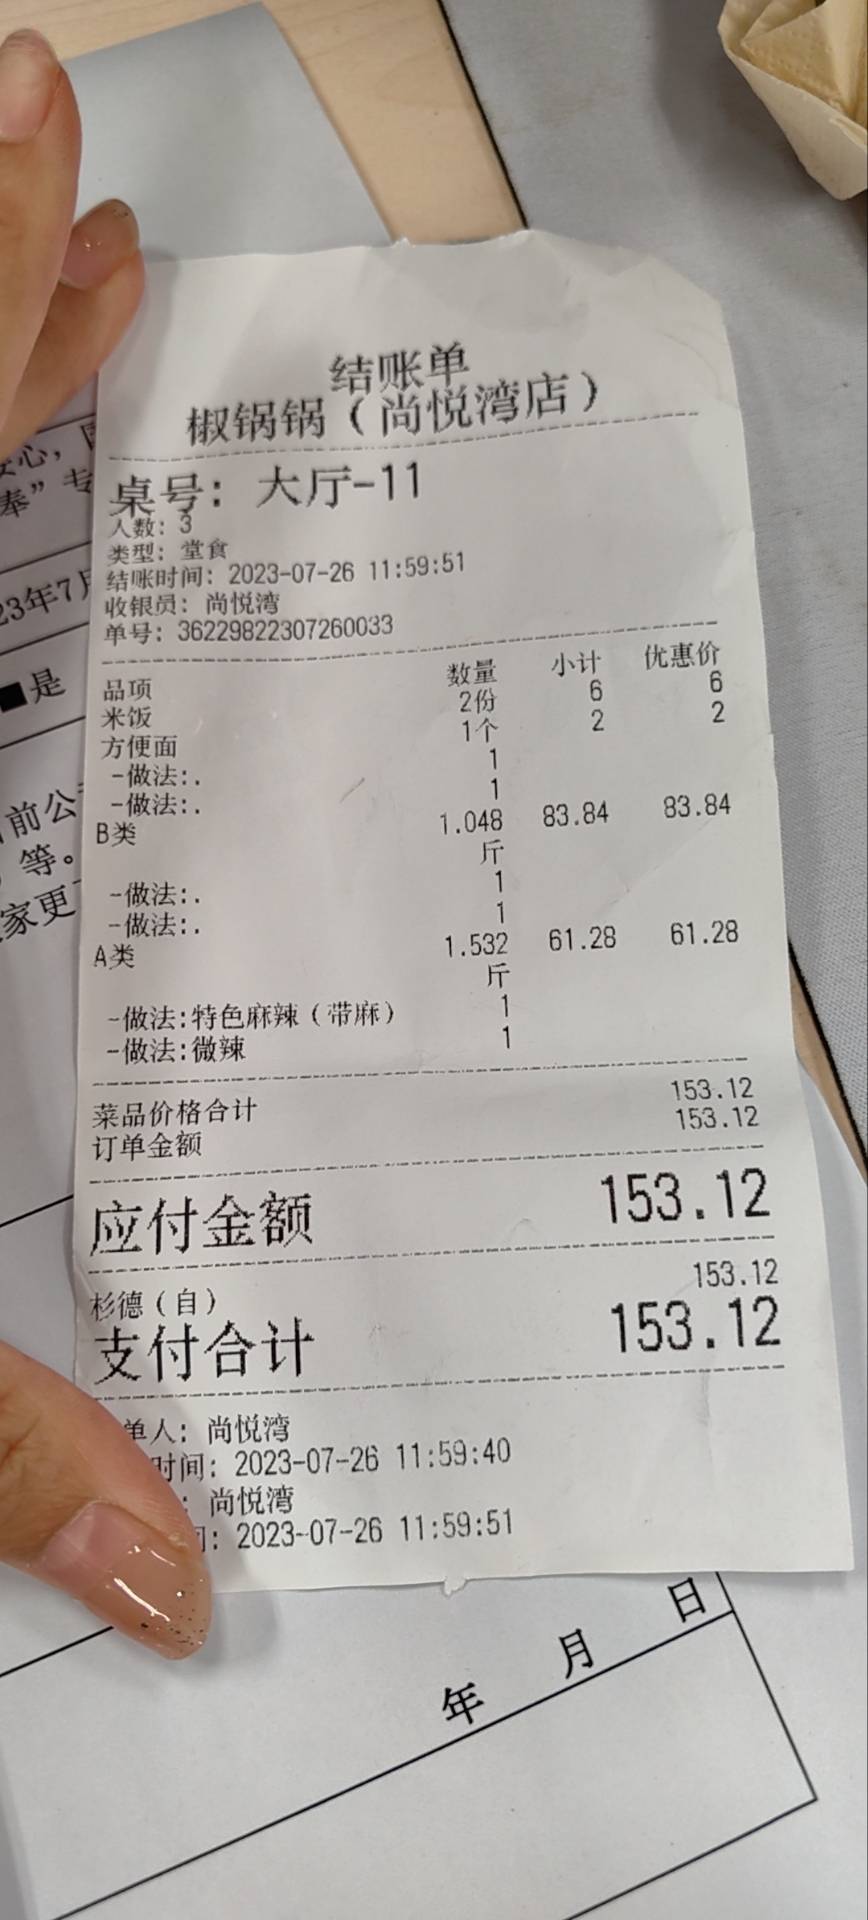 结账单
椒锅锅（尚悦湾店）
桌号: 大厅-11
人数: 3
类型: 堂食
结账时间: 2023-07-26 11:59:51
收银员: 尚悦湾
单号: 36229822307260033
品项 数量 小计 优惠价
米饭 2份 6 6
方便面 1个 2 2
-做法:. 1
-做法:. 1
B类 1.048 83.84 83.84
斤
-做法:. 1
-做法:. 1
A类 1.532 61.28 61.28
斤
-做法:特色麻辣（带麻） 1
-做法:微辣 1
菜品价格合计 153.12
订单金额 153.12
应付金额 153.12
杉德（自） 153.12
支付合计 153.12
单人: 尚悦湾
时间: 2023-07-26 11:59:40
: 尚悦湾
: 2023-07-26 11:59:51
心，
奉”专
23年7月
■是
前公
等。
家更
年 月 日